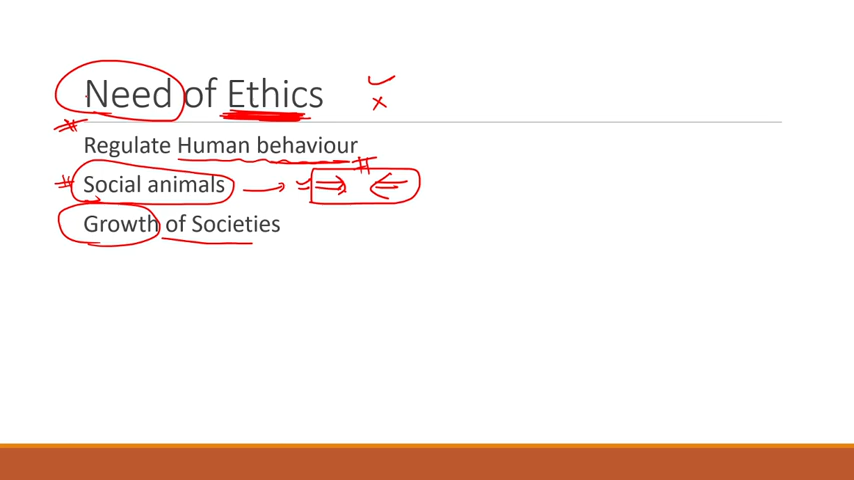 Need of Ethics
Regulate Human behaviour
Social animals
Growth of Societies